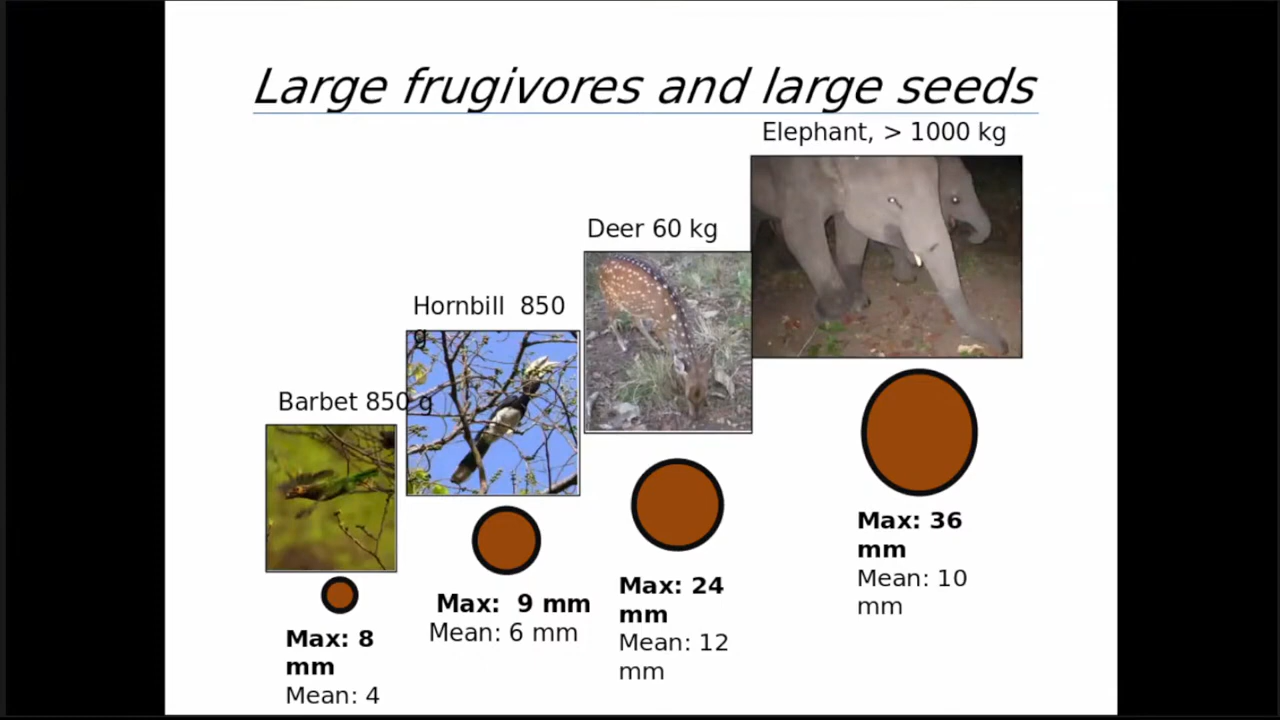 Large frugivores and large seeds
Elephant, > 1000 kg
Deer 60 kg
Hornbill  850
g
Barbet 850 g
Max: 8
mm
Mean: 4
Max:  9 mm
Mean: 6 mm
Max: 24
mm
Mean: 12
mm
Max: 36
mm
Mean: 10
mm